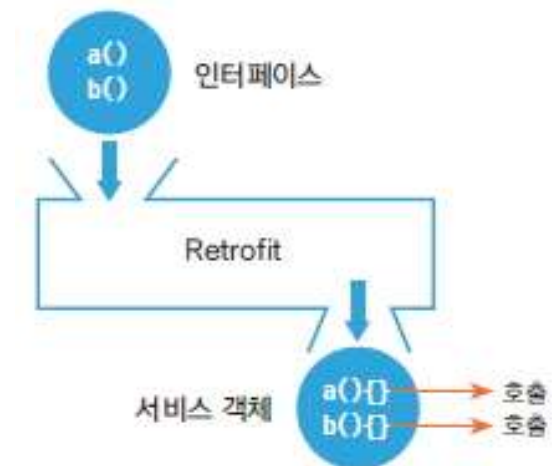 a()
b()
인터페이스
Retrofit
서비스 객체
a(){} 호출
b(){} 호출